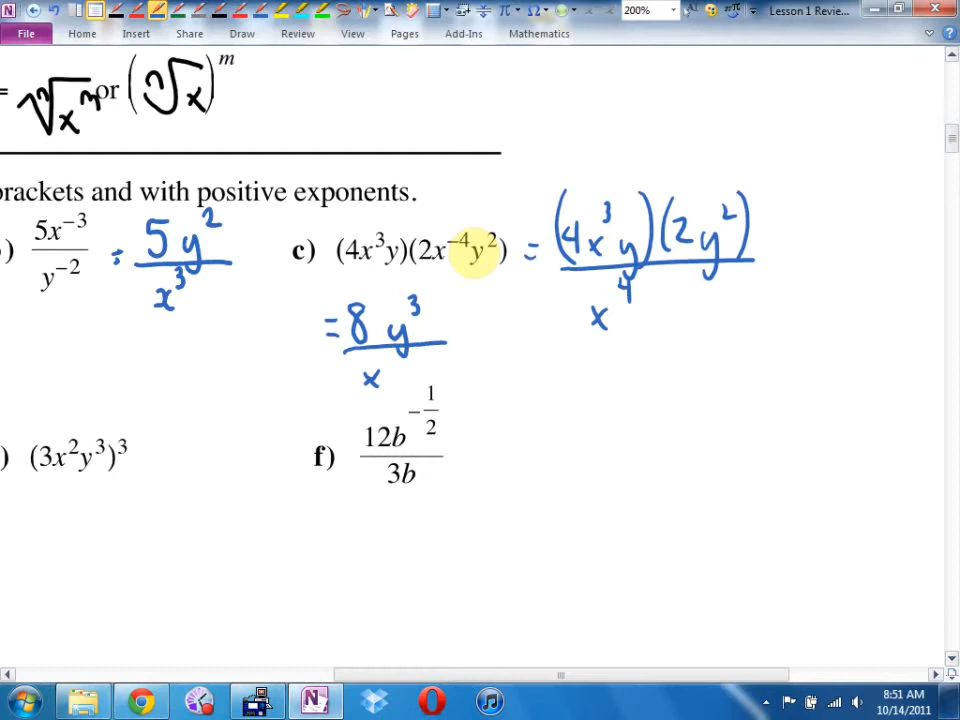 200% Lesson 1 Revie...
File Home Insert Share Draw Review View Pages Add-Ins Mathematics
= ⁿ√xᵐ or (ⁿ√x)ᵐ
brackets and with positive exponents.
) 5x⁻³/y⁻² = 5y²/x³ c) (4x³y)(2x⁻⁴y²) = (4x³y)(2y²)/x⁴
= 8y³/x
) (3x²y³)³ f) 12b^(-1/2)/3b
8:51 AM
10/14/2011